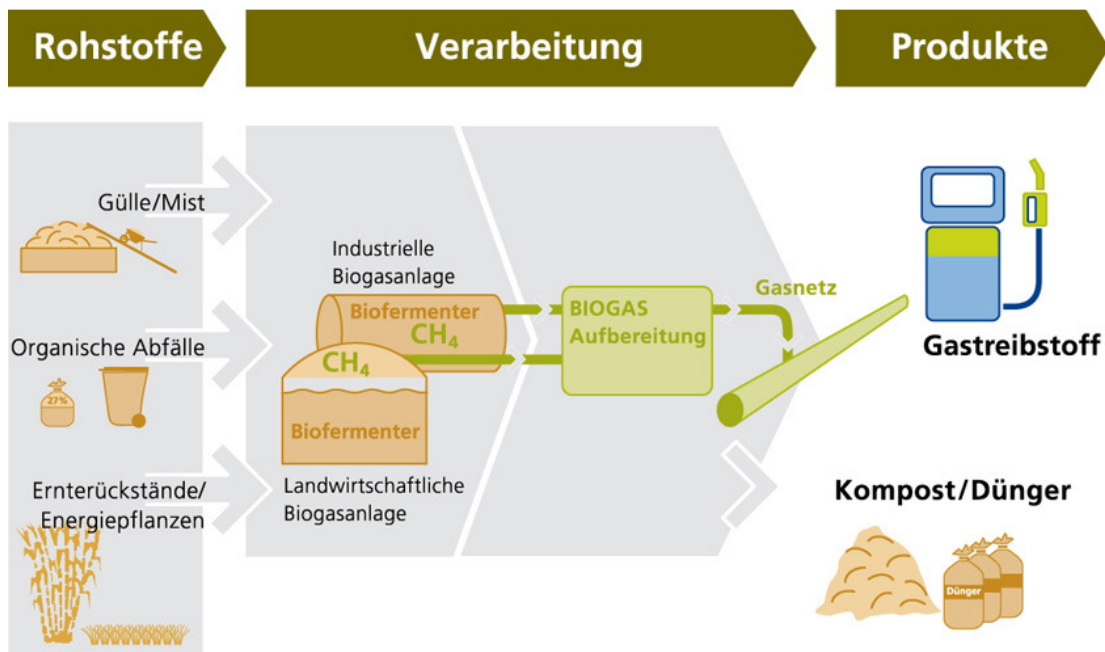 Rohstoffe
Verarbeitung
Produkte
Gülle/Mist
Organische Abfälle
27%
Ernterückstände/
Energiepflanzen
Industrielle
Biogasanlage
Biofermenter
CH₄
CH₄
Biofermenter
Landwirtschaftliche
Biogasanlage
BIOGAS
Aufbereitung
Gasnetz
Gastreibstoff
Kompost/Dünger
Dünger